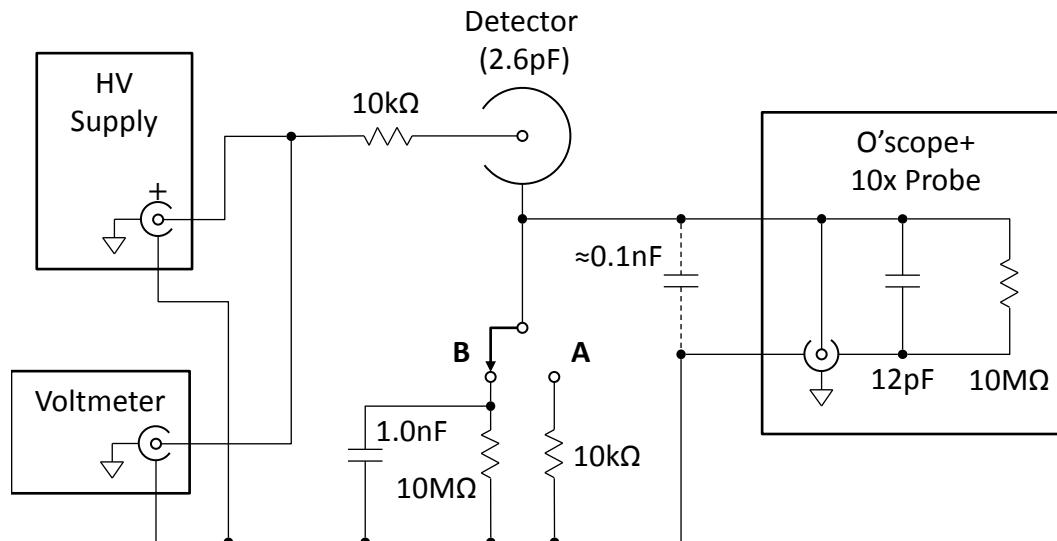 Detector
(2.6pF)
HV
Supply
10kΩ
O'scope+
10x Probe
+
≈0.1nF
B
A
12pF
10MΩ
Voltmeter
1.0nF
10kΩ
10MΩ